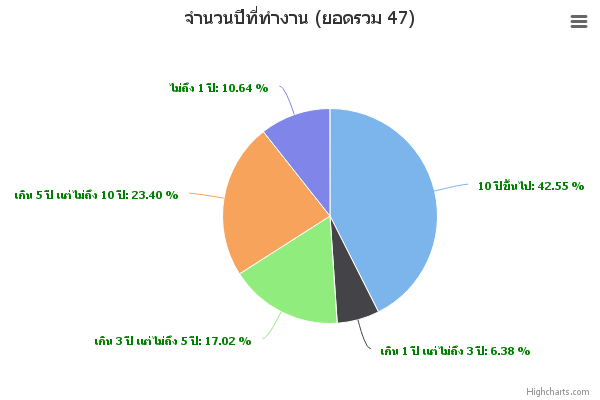 จำนวนปีที่ทำงาน (ยอดรวม 47)
ไม่ถึง 1 ปี: 10.64 %
10 ปีขึ้นไป: 42.55 %
เกิน 5 ปี แต่ไม่ถึง 10 ปี: 23.40 %
เกิน 3 ปี แต่ไม่ถึง 5 ปี: 17.02 %
เกิน 1 ปี แต่ไม่ถึง 3 ปี: 6.38 %
Highcharts.com